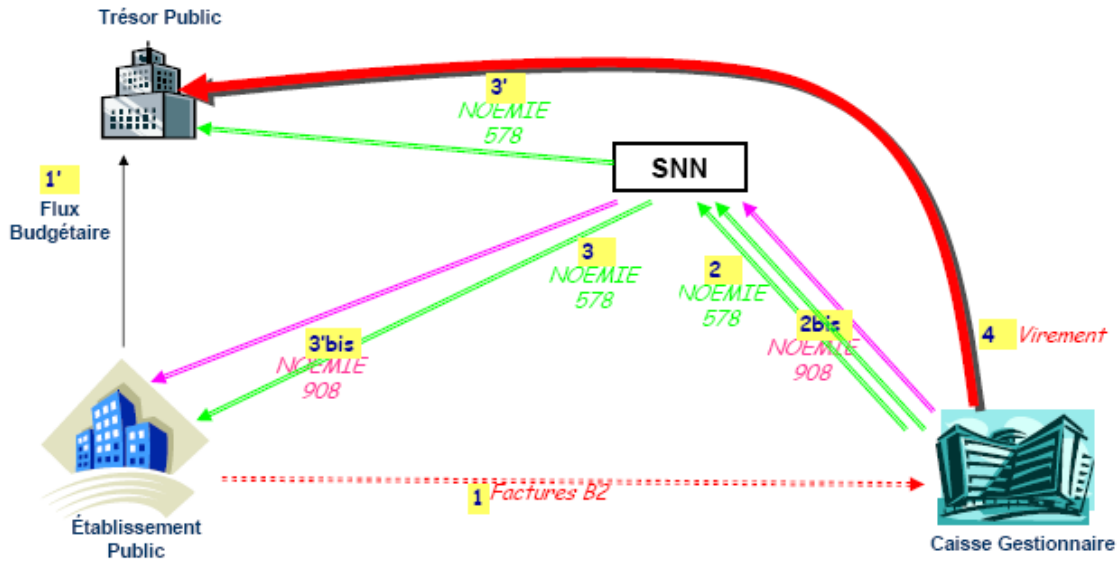 Trésor Public
3'
NOEMIE
578
SNN
1'
Flux
Budgétaire
3
NOEMIE
578
2
NOEMIE
578
2bis
NOEMIE
908
4 Virement
3'bis
NOEMIE
908
1 Factures B2
Établissement
Public
Caisse Gestionnaire